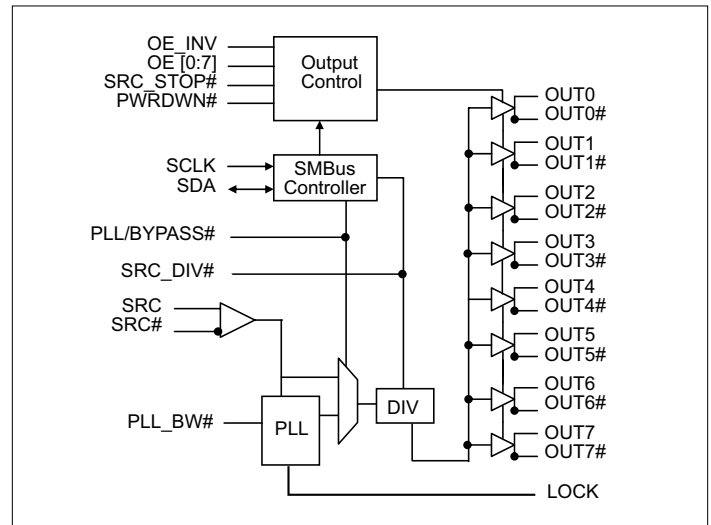 OE_INV
OE [0:7]
SRC_STOP#
PWRDWN#
Output
Control
SCLK
SDA
SMBus
Controller
PLL/BYPASS#
SRC_DIV#
SRC
SRC#
PLL_BW#
PLL
DIV
OUT0
OUT0#
OUT1
OUT1#
OUT2
OUT2#
OUT3
OUT3#
OUT4
OUT4#
OUT5
OUT5#
OUT6
OUT6#
OUT7
OUT7#
LOCK